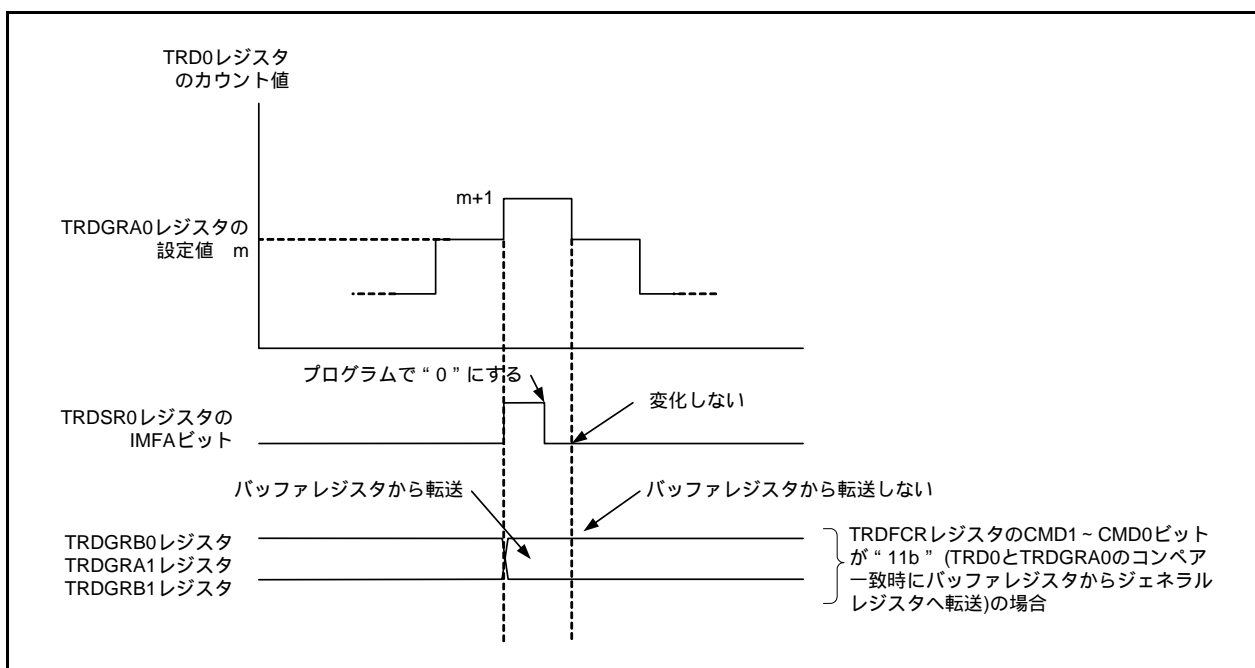 TRD0レジスタ
のカウント値
m+1
TRDGRA0レジスタの
設定値 m
プログラムで“0”にする
変化しない
TRDSR0レジスタの
IMFAビット
バッファレジスタから転送
バッファレジスタから転送しない
TRDGRB0レジスタ
TRDGRA1レジスタ
TRDGRB1レジスタ
TRDFCRレジスタのCMD1~CMD0ビット
が“11b”(TRD0とTRDGRA0のコンペア
一致時にバッファレジスタからジェネラル
レジスタへ転送)の場合